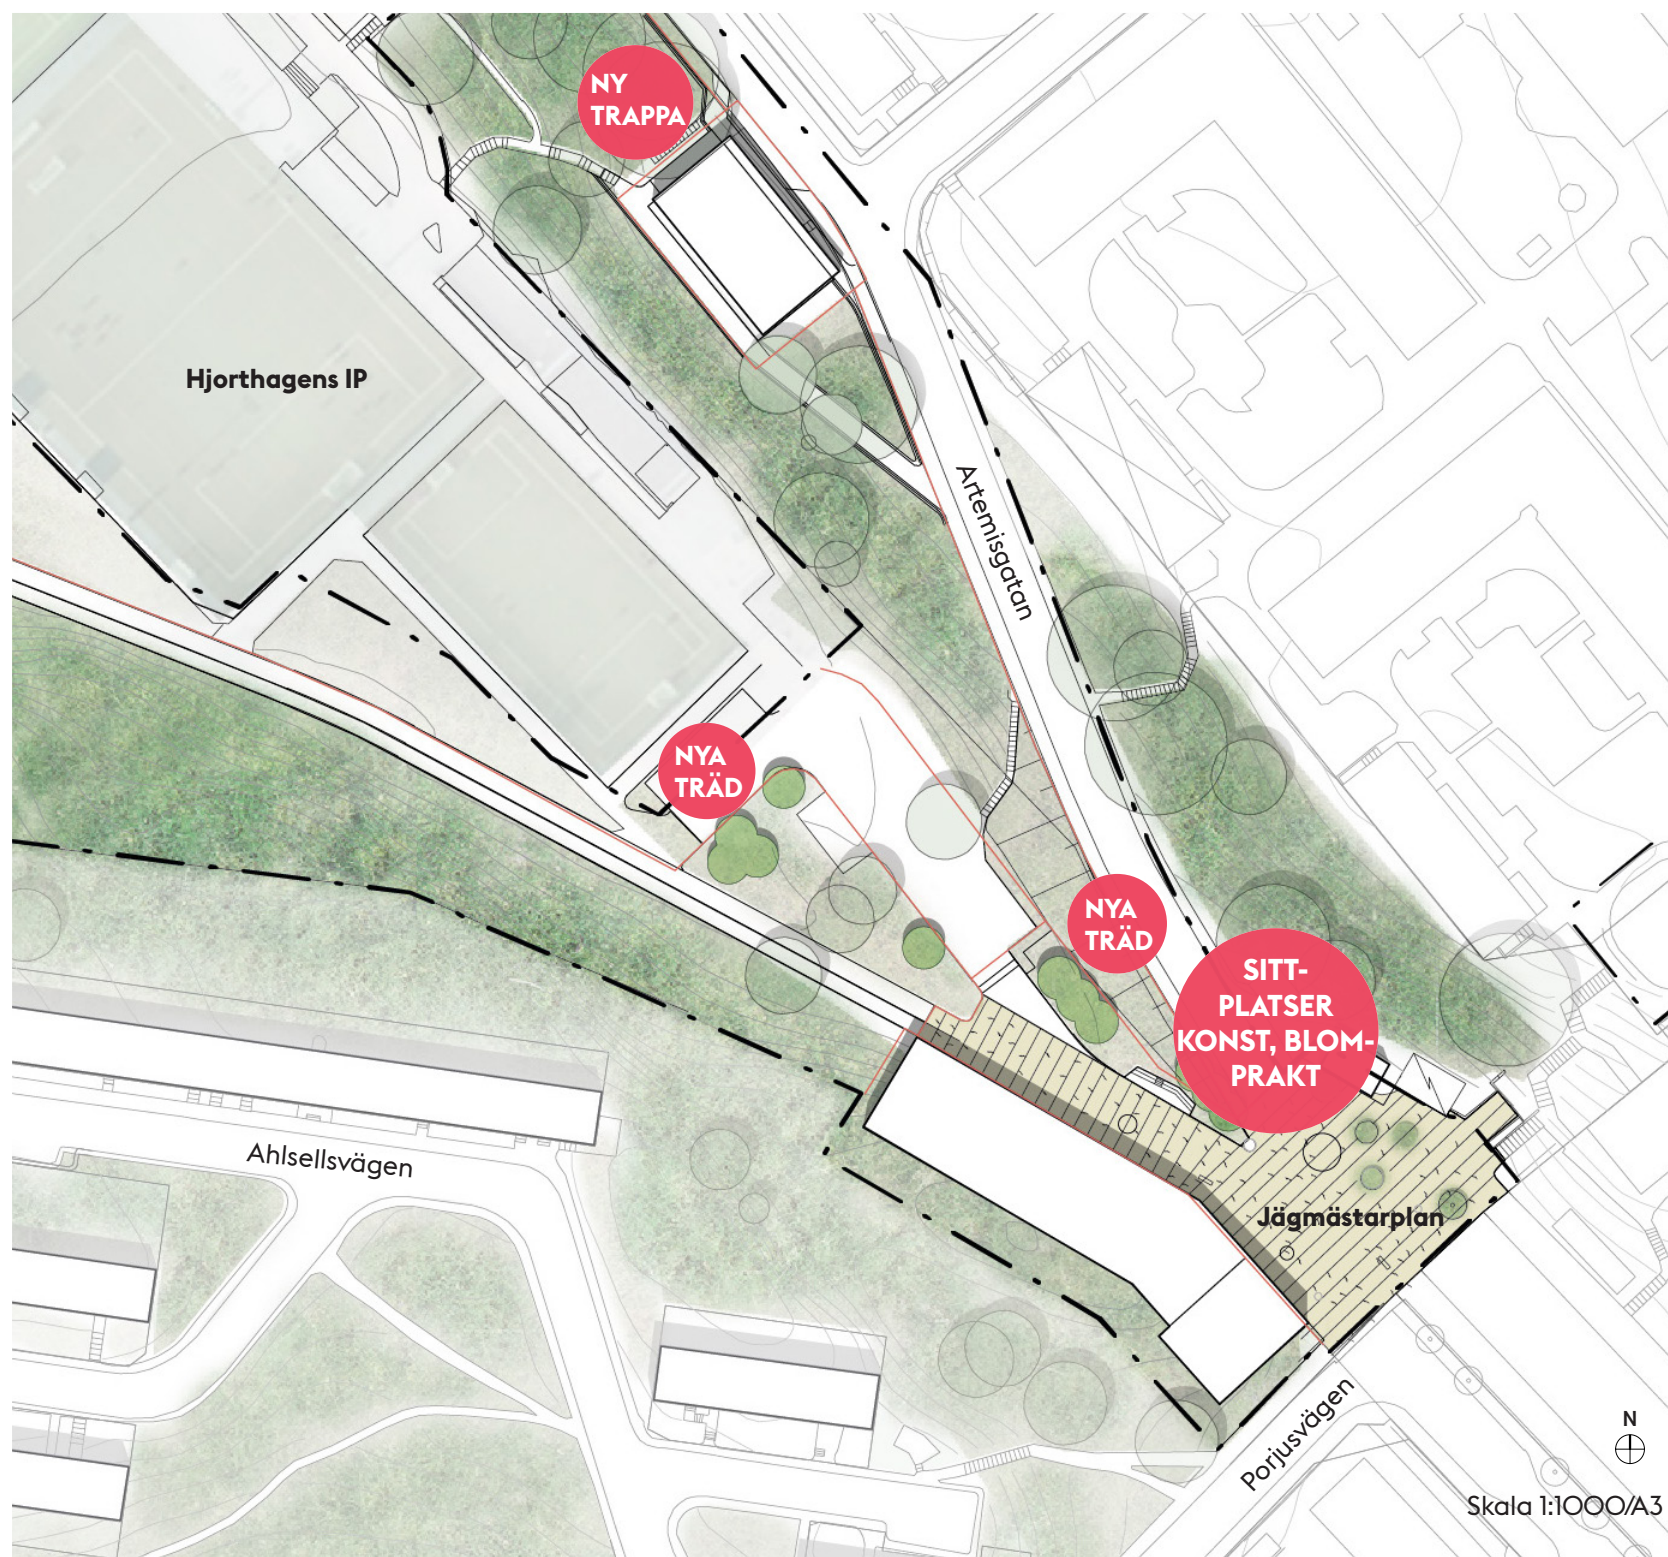 NY
TRAPPA
Hjorthagens IP
Artemisgatan
NYA
TRÄD
NYA
TRÄD
SITT-
PLATSER
KONST, BLOM-
PRAKT
Ahlsellsvägen
Jägmästarplan
Porjusvägen
N
Skala 1:1000/A3